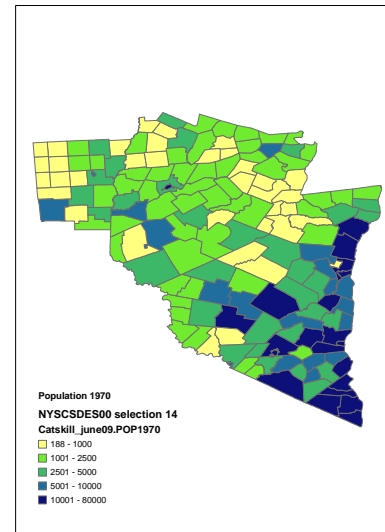 Population 1970
NYSCSDES00 selection 14
Catskill_june09.POP1970
188 - 1000
1001 - 2500
2501 - 5000
5001 - 10000
10001 - 80000